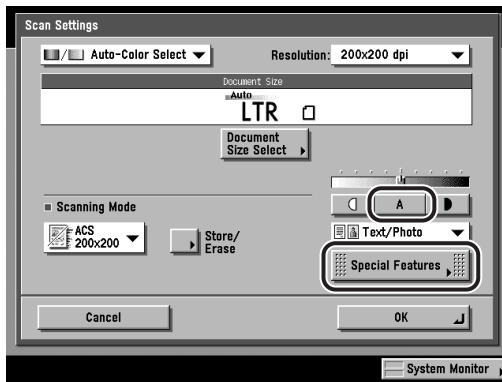 Scan Settings
Auto-Color Select
Resolution: 200x200 dpi
Document Size
Auto
LTR
Document
Size Select
Scanning Mode
A
ACS
200x200
Store/
Erase
Text/Photo
Special Features
Cancel
OK
System Monitor